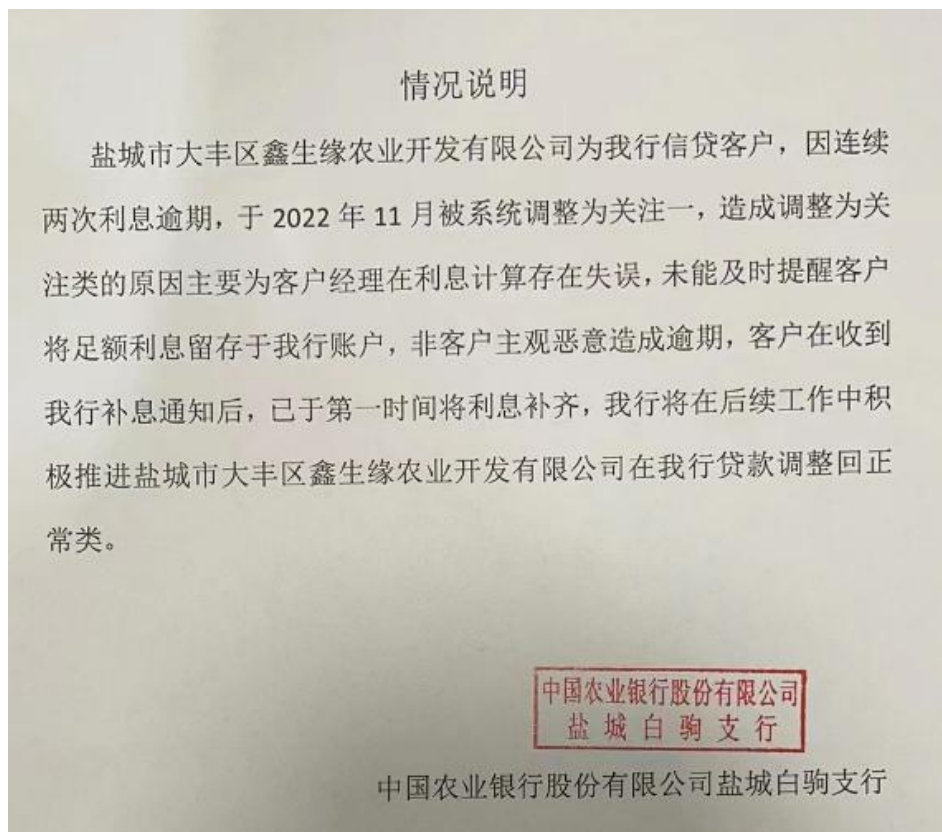 情况说明
盐城市大丰区鑫生缘农业开发有限公司为我行信贷客户，因连续
两次利息逾期，于 2022 年 11 月被系统调整为关注一，造成调整为关
注类的原因主要为客户经理在利息计算存在失误，未能及时提醒客户
将足额利息留存于我行账户，非客户主观恶意造成逾期，客户在收到
我行补息通知后，已于第一时间将利息补齐，我行将在后续工作中积
极推进盐城市大丰区鑫生缘农业开发有限公司在我行贷款调整回正
常类。
中国农业银行股份有限公司
盐城白驹支行
中国农业银行股份有限公司盐城白驹支行